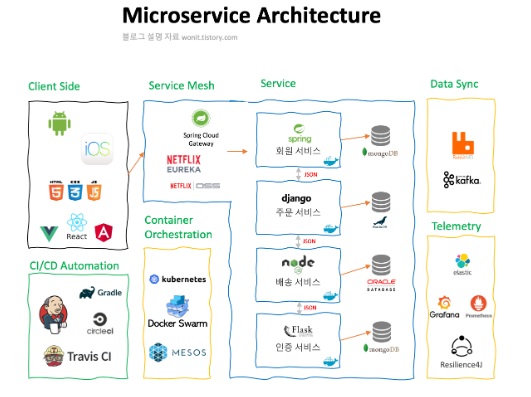 Microservice Architecture
블로그 설명 자료 wonit.tistory.com
Client Side
Service Mesh
Service
Data Sync
iOS
HTML
CSS
JS
React
Spring Cloud
Gateway
NETFLIX
EUREKA
NETFLIX OSS
spring
회원 서비스
mongoDB
JSON
django
주문 서비스
JSON
node
배송 서비스
ORACLE
DATABASE
JSON
Flask
인증 서비스
mongoDB
kafka
Container
Orchestration
kubernetes
Docker Swarm
MESOS
Telemetry
elastic
Grafana
Prometheus
Resilience4J
CI/CD Automation
Gradle
circleci
Travis CI